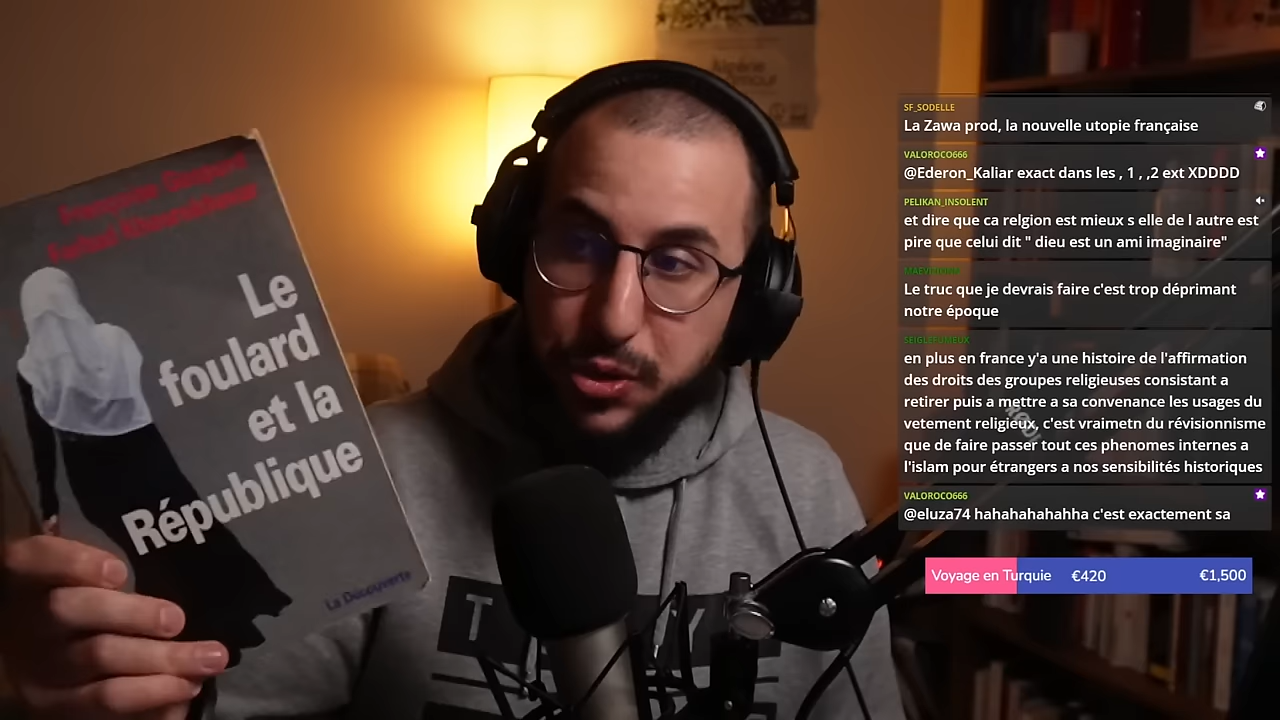 Françoise Gaspard
Farhad Khosrokhavar
Le
foulard
et la
République
La Découverte
Algérie
SF_SODELLE
La Zawa prod, la nouvelle utopie française
VALOROCO666
@Ederon_Kaliar exact dans les , 1 , ,2 ext XDDDD
PELIKAN_INSOLENT
et dire que ca relgion est mieux s elle de l autre est
pire que celui dit " dieu est un ami imaginaire"
Le truc que je devrais faire c'est trop déprimant
notre époque
en plus en france y'a une histoire de l'affirmation
des droits des groupes religieuses consistant a
retirer puis a mettre a sa convenance les usages du
vetement religieux, c'est vraimetn du révisionnisme
que de faire passer tout ces phenomes internes a
l'islam pour étrangers a nos sensibilités historiques
VALOROCO666
@eluza74 hahahahahahha c'est exactement sa
Voyage en Turquie €420 €1,500